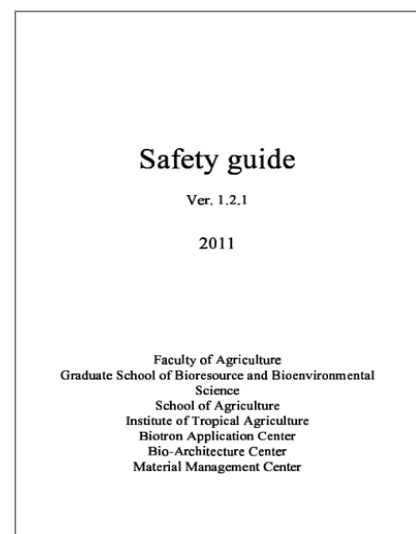 Safety guide
Ver. 1.2.1
2011
Faculty of Agriculture
Graduate School of Bioresource and Bioenvironmental
Science
School of Agriculture
Institute of Tropical Agriculture
Biotron Application Center
Bio-Architecture Center
Material Management Center